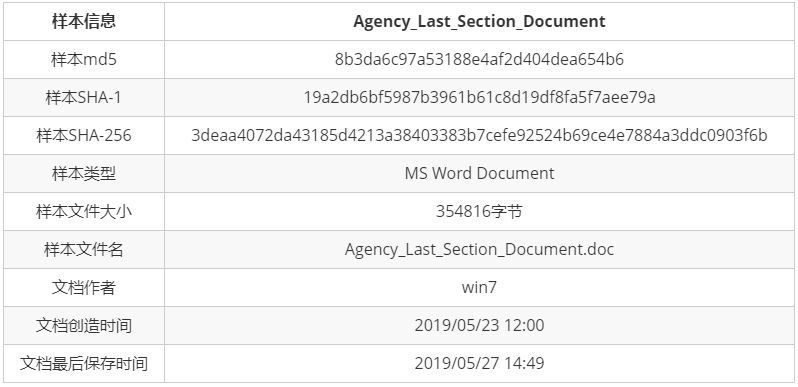 样本信息 Agency_Last_Section_Document
样本md5 8b3da6c97a53188e4af2d404dea654b6
样本SHA-1 19a2db6bf5987b3961b61c8d19df8fa5f7aee79a
样本SHA-256 3deaa4072da43185d4213a38403383b7cefe92524b69ce4e7884a3ddc0903f6b
样本类型 MS Word Document
样本文件大小 354816字节
样本文件名 Agency_Last_Section_Document.doc
文档作者 win7
文档创造时间 2019/05/23 12:00
文档最后保存时间 2019/05/27 14:49